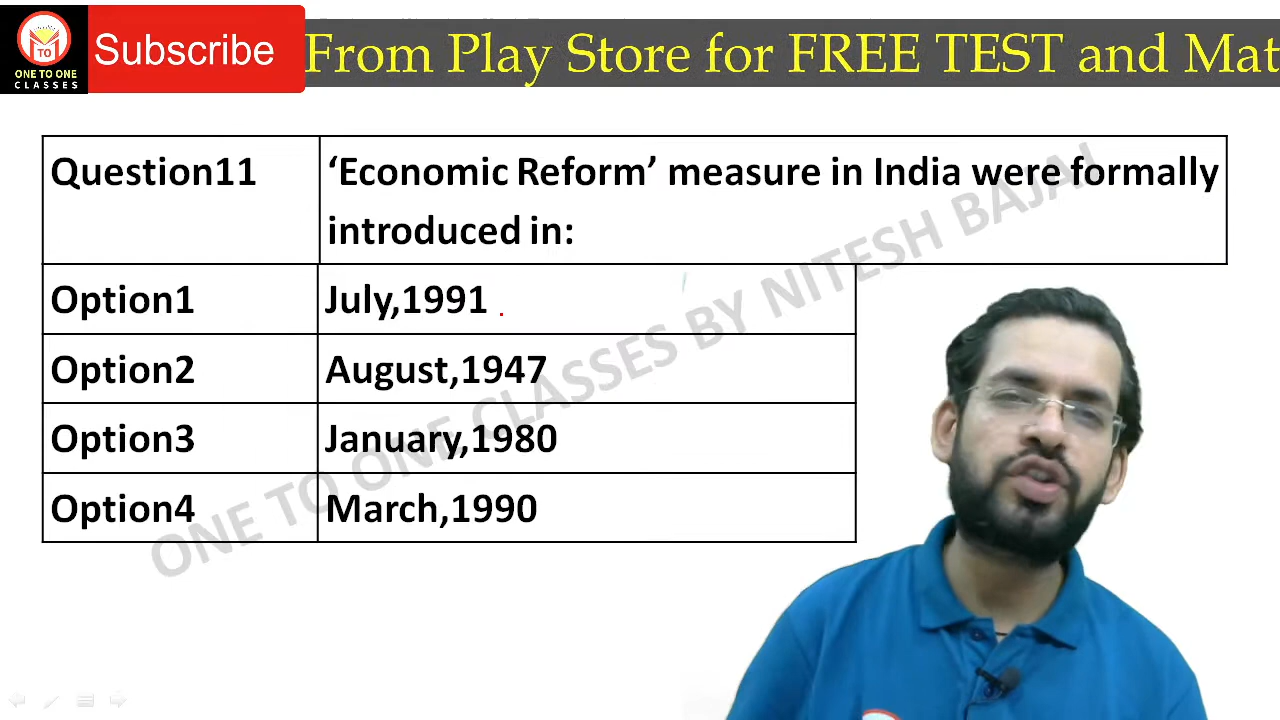 TO
ONE TO ONE
CLASSES
Subscribe
From Play Store for FREE TEST and Mat
Question11
‘Economic Reform’ measure in India were formally
introduced in:
Option1
July,1991
Option2
August,1947
Option3
January,1980
Option4
March,1990
ONE TO ONE CLASSES BY NITESH BAJAJ